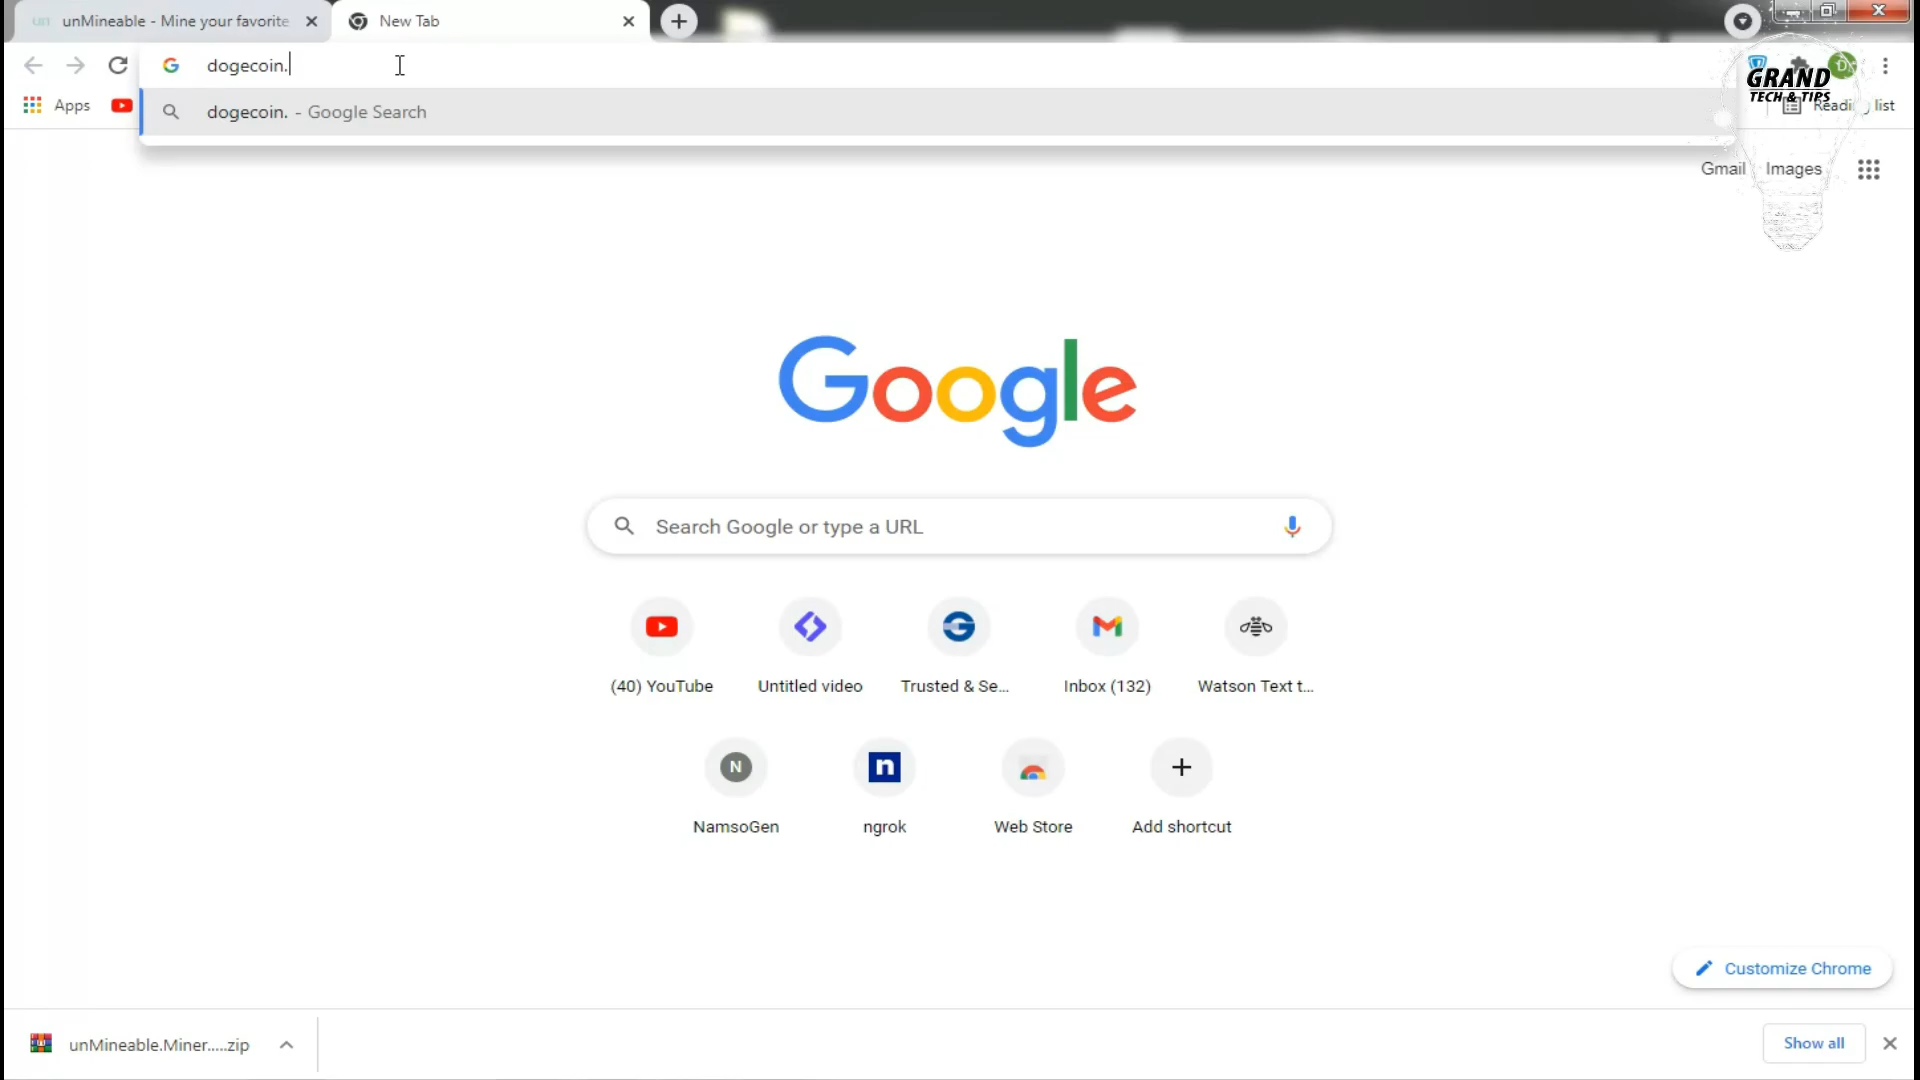 unMineable - Mine your favorite
New Tab
dogecoin.
Apps
dogecoin. - Google Search
GRAND
TECH & TIPS
Reading list
Gmail
Images
Google
Search Google or type a URL
(40) YouTube
Untitled video
Trusted & Se...
Inbox (132)
Watson Text t...
N
n
NamsoGen
ngrok
Web Store
Add shortcut
Customize Chrome
unMineable.Miner.....zip
Show all